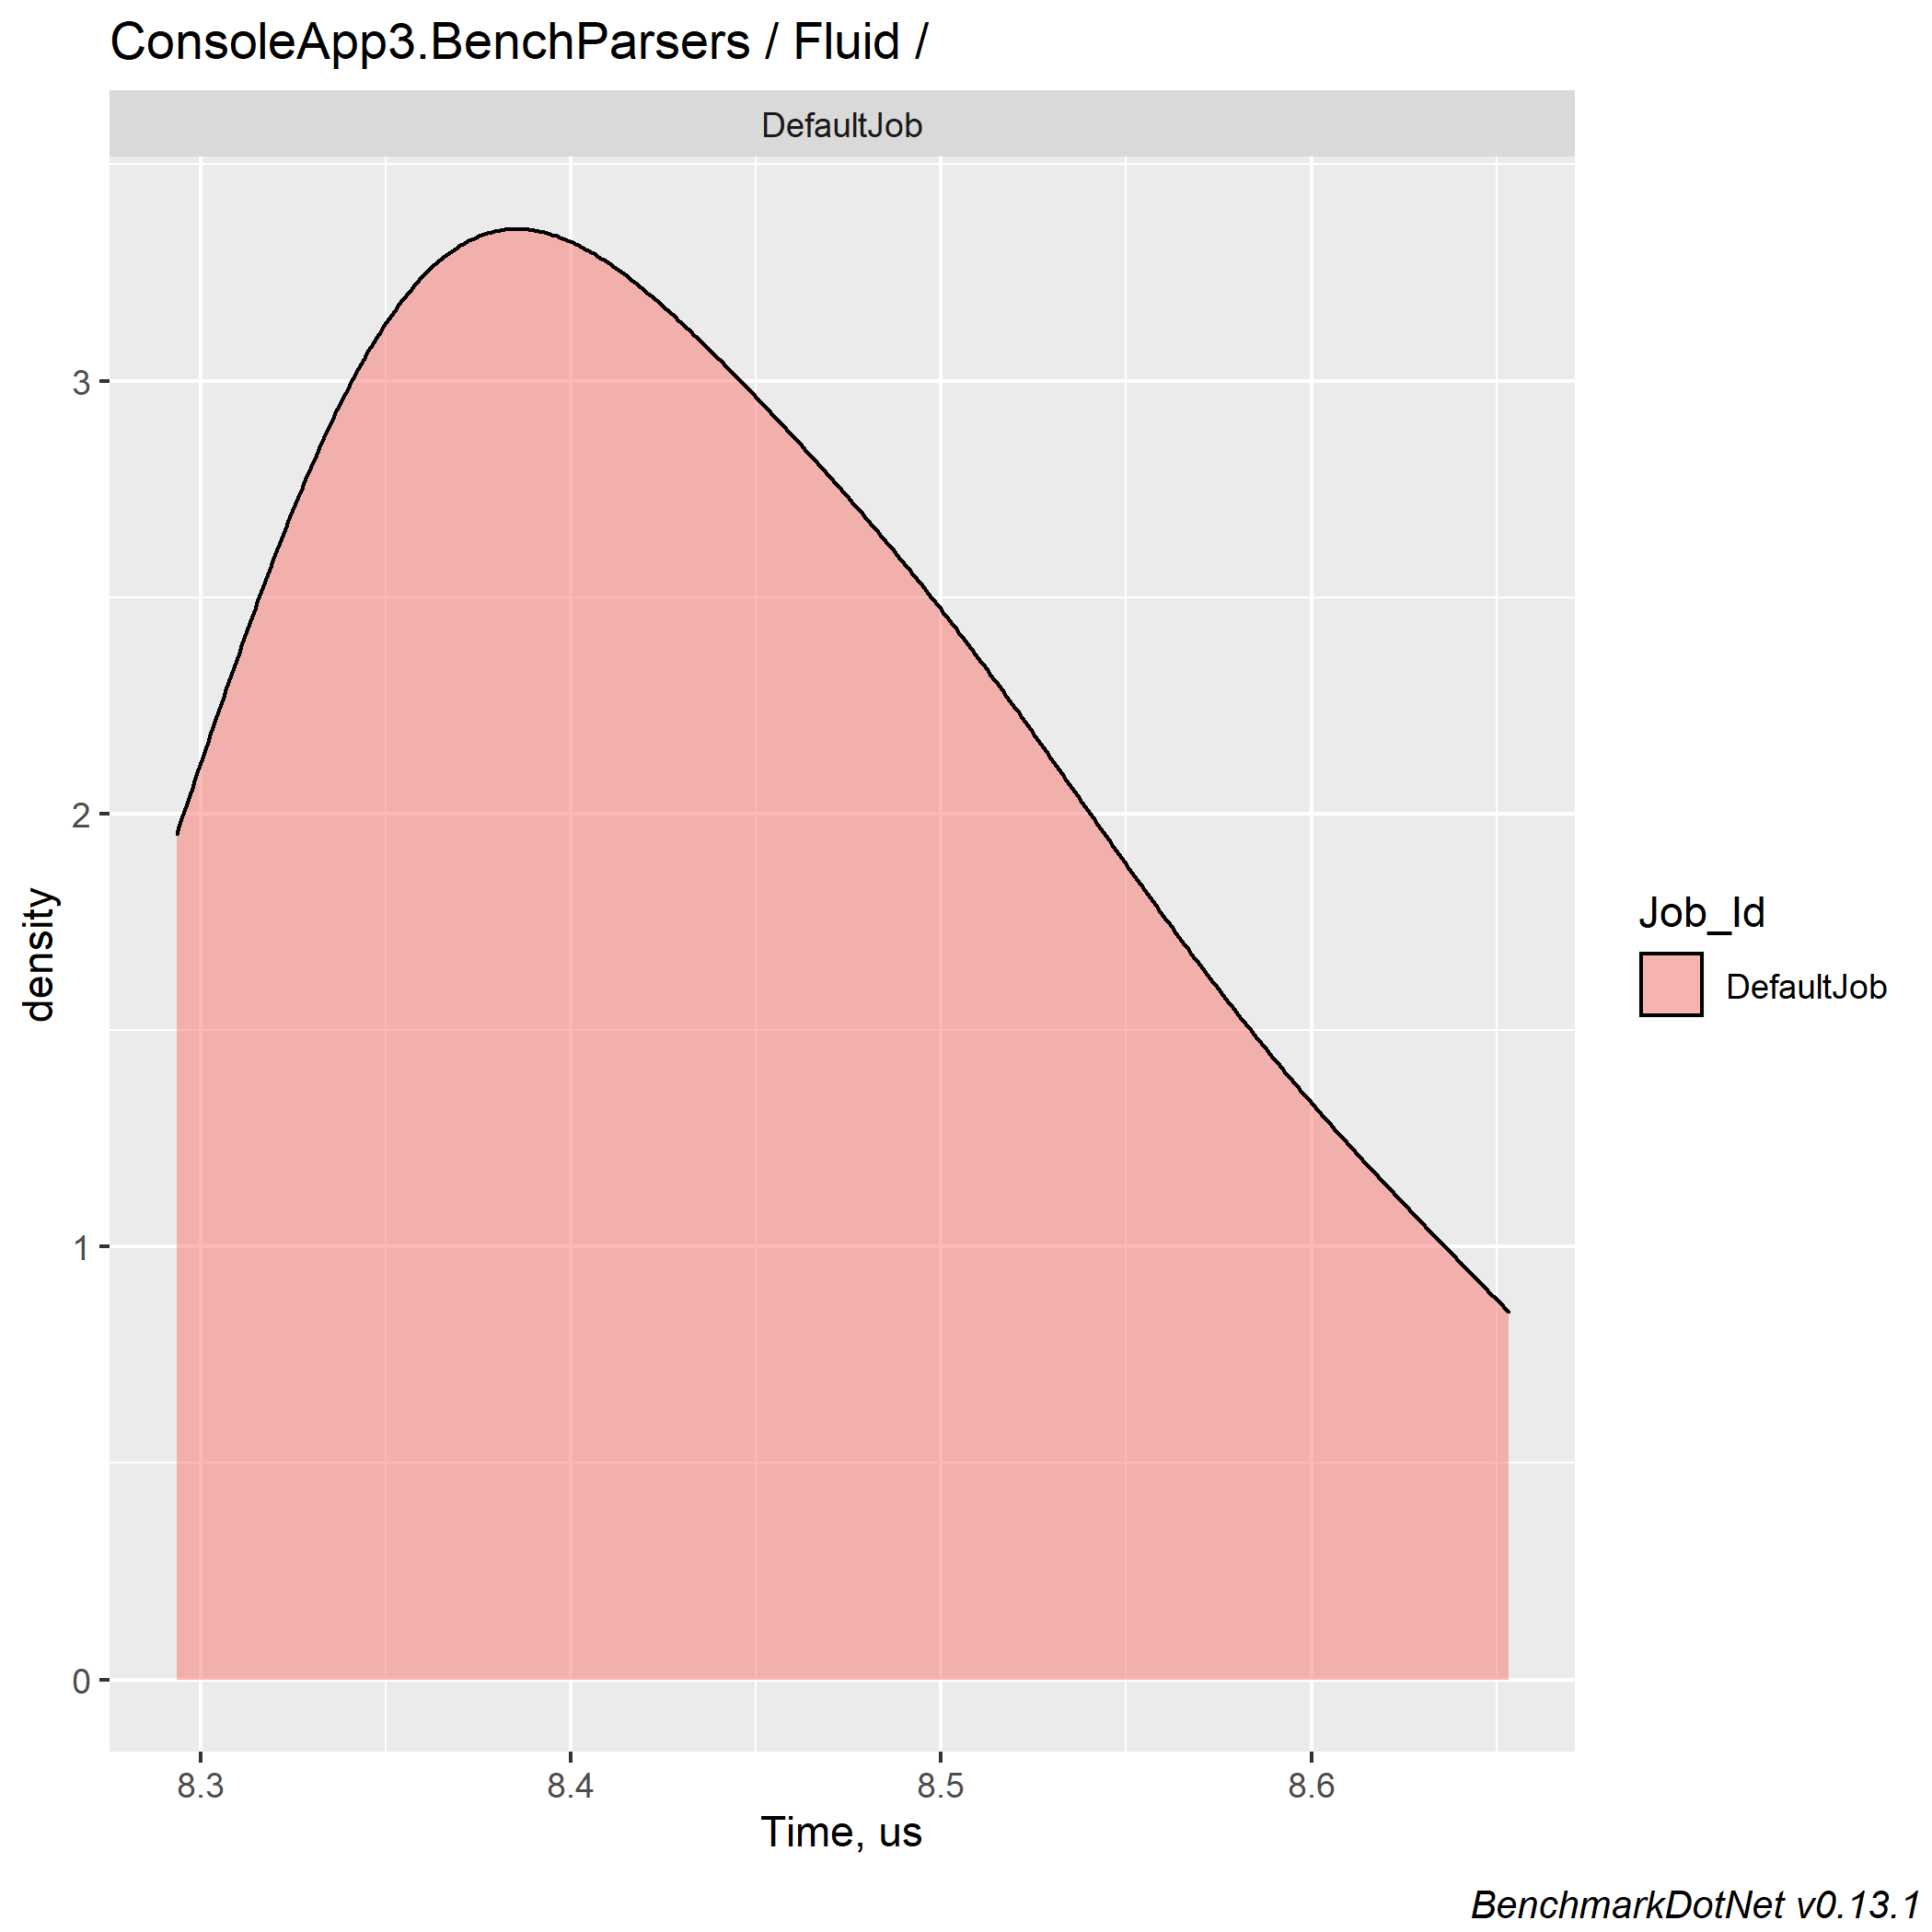 ConsoleApp3.BenchParsers / Fluid /
DefaultJob
3
2
1
0
density
8.3 8.4 8.5 8.6
Time, us
Job_Id
DefaultJob
BenchmarkDotNet v0.13.1